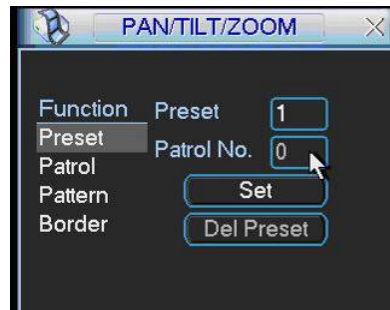 PAN/TILT/ZOOM
Function
Preset
Patrol
Pattern
Border
Preset 1
Patrol No. 0
Set
Del Preset